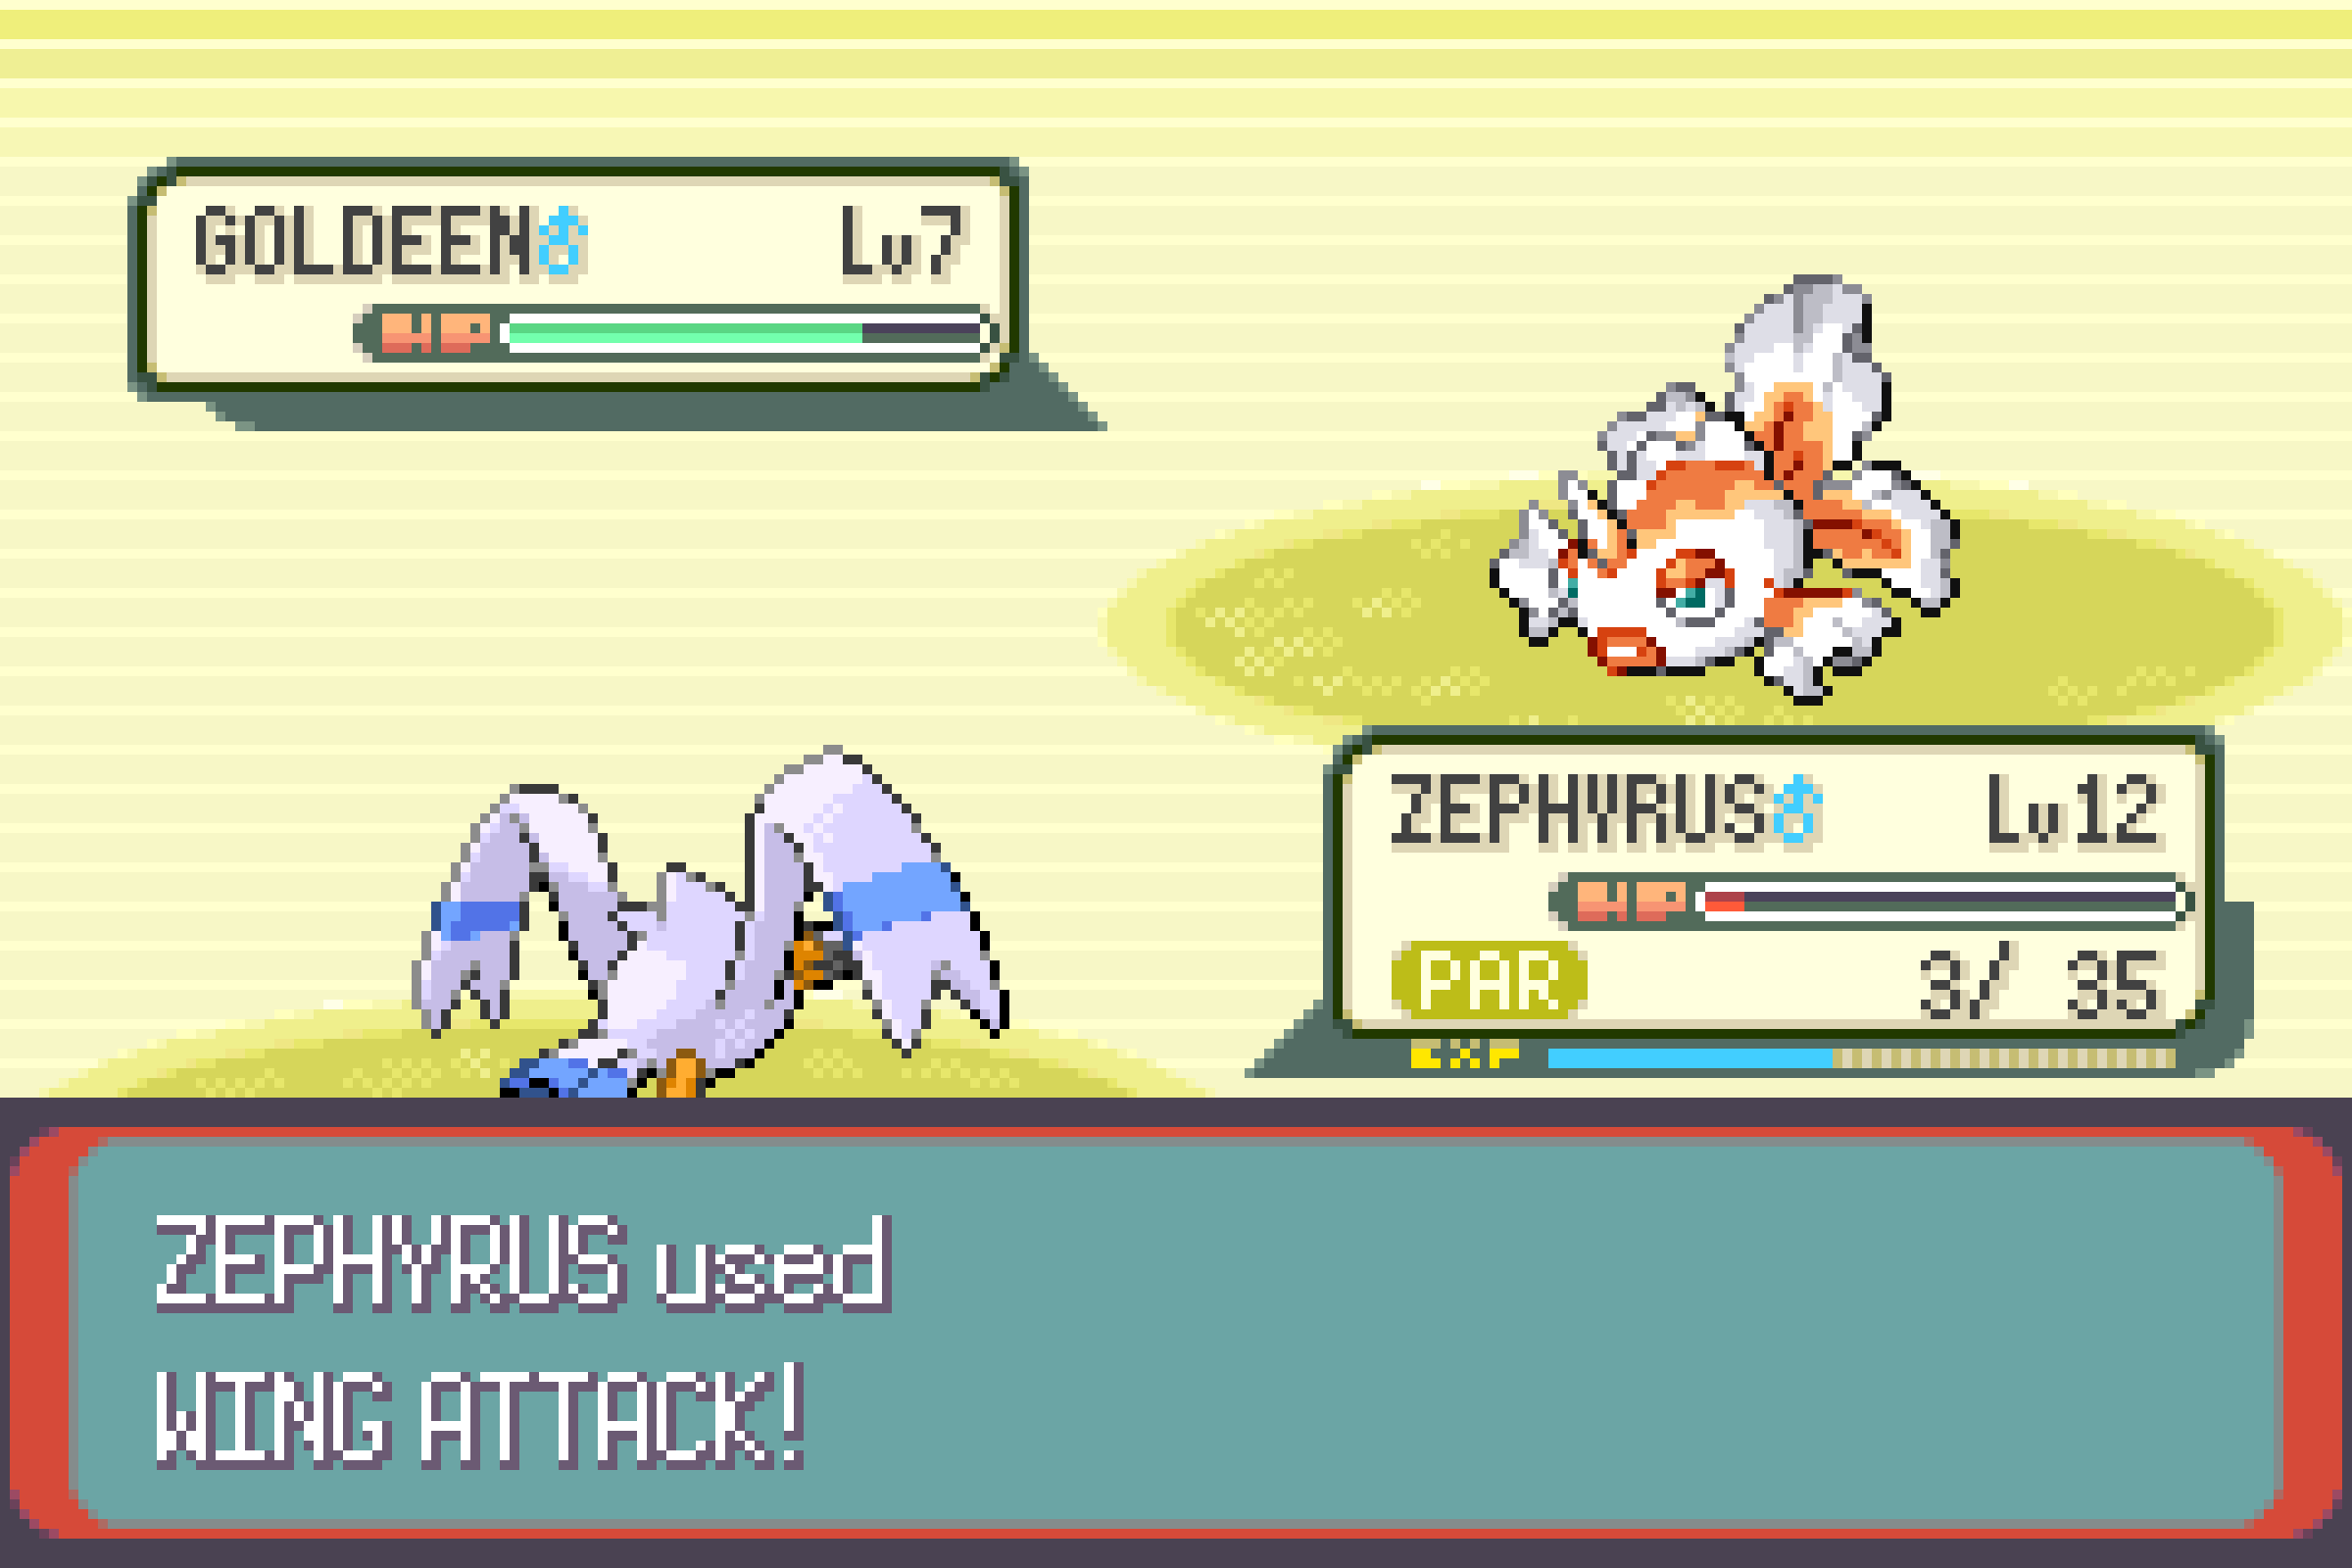 GOLDEEN♂ Lv7
HP
ZEPHYRUS♂ Lv12
HP
PAR 3/ 35
EXP
ZEPHYRUS used
WING ATTACK!